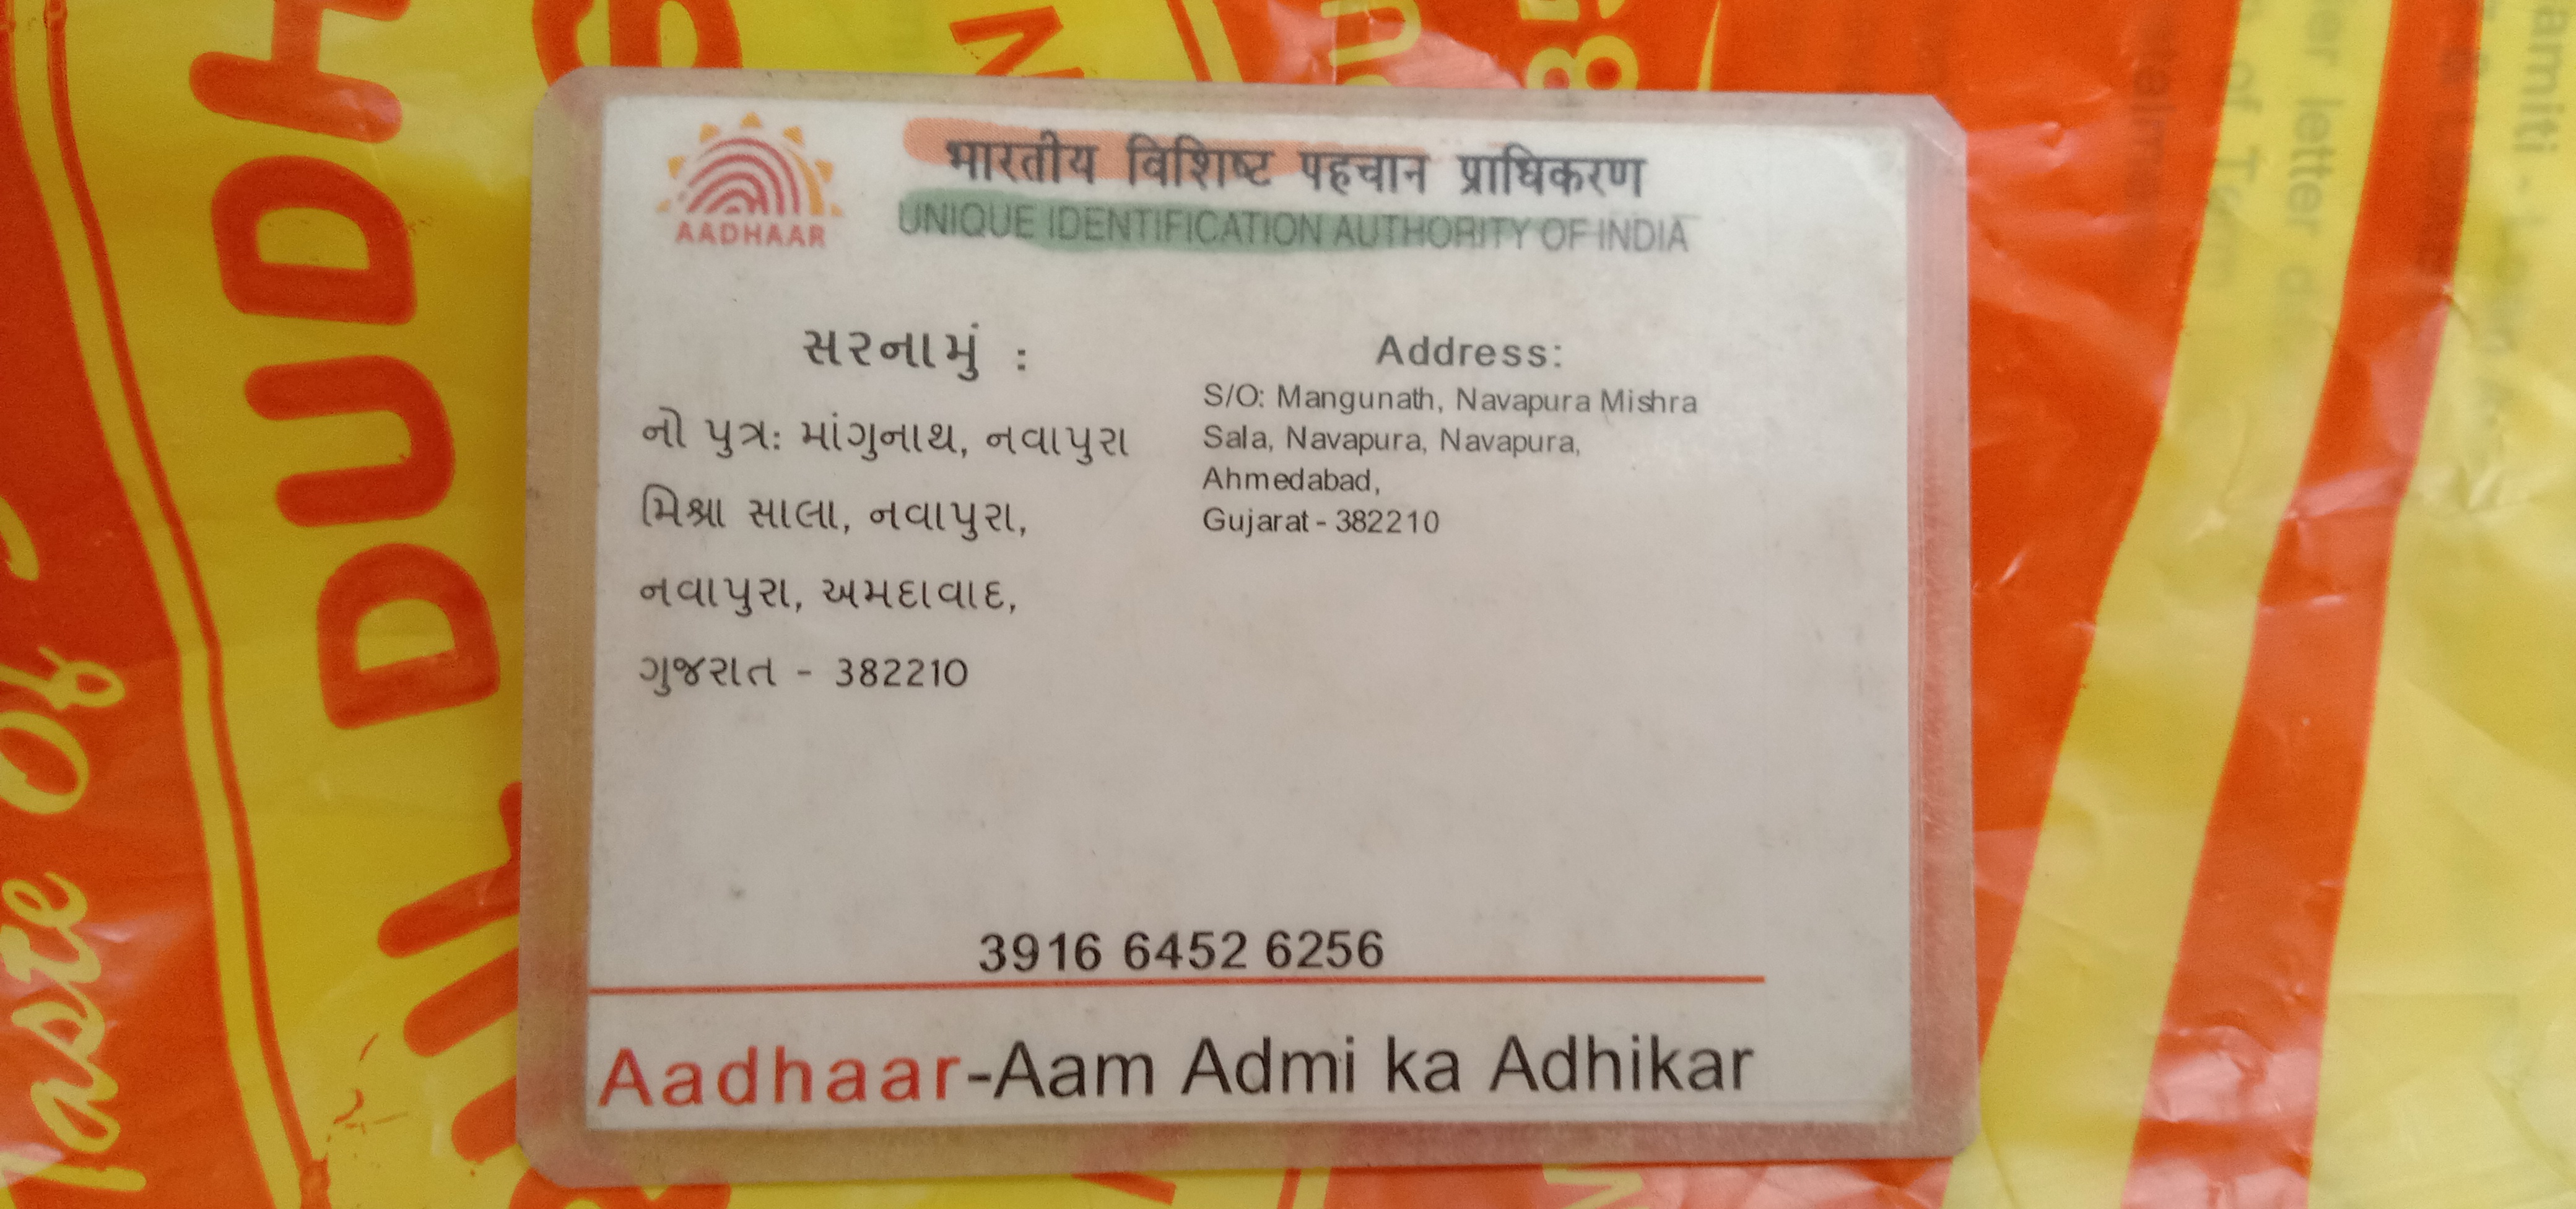 भारतीय विशिष्ट पहचान प्राधिकरण
UNIQUE IDENTIFICATION AUTHORITY OF INDIA
AADHAAR
સરનામું :
નો પુત્ર: માંગુનાથ, નવાપુરા
મિશ્રા સાલા, નવાપુરા,
નવાપુરા, અમદાવાદ,
ગુજરાત - 382210
Address:
S/O: Mangunath, Navapura Mishra
Sala, Navapura, Navapura,
Ahmedabad,
Gujarat - 382210
3916 6452 6256
Aadhaar-Aam Admi ka Adhikar
Taste Of
DUDH
letter